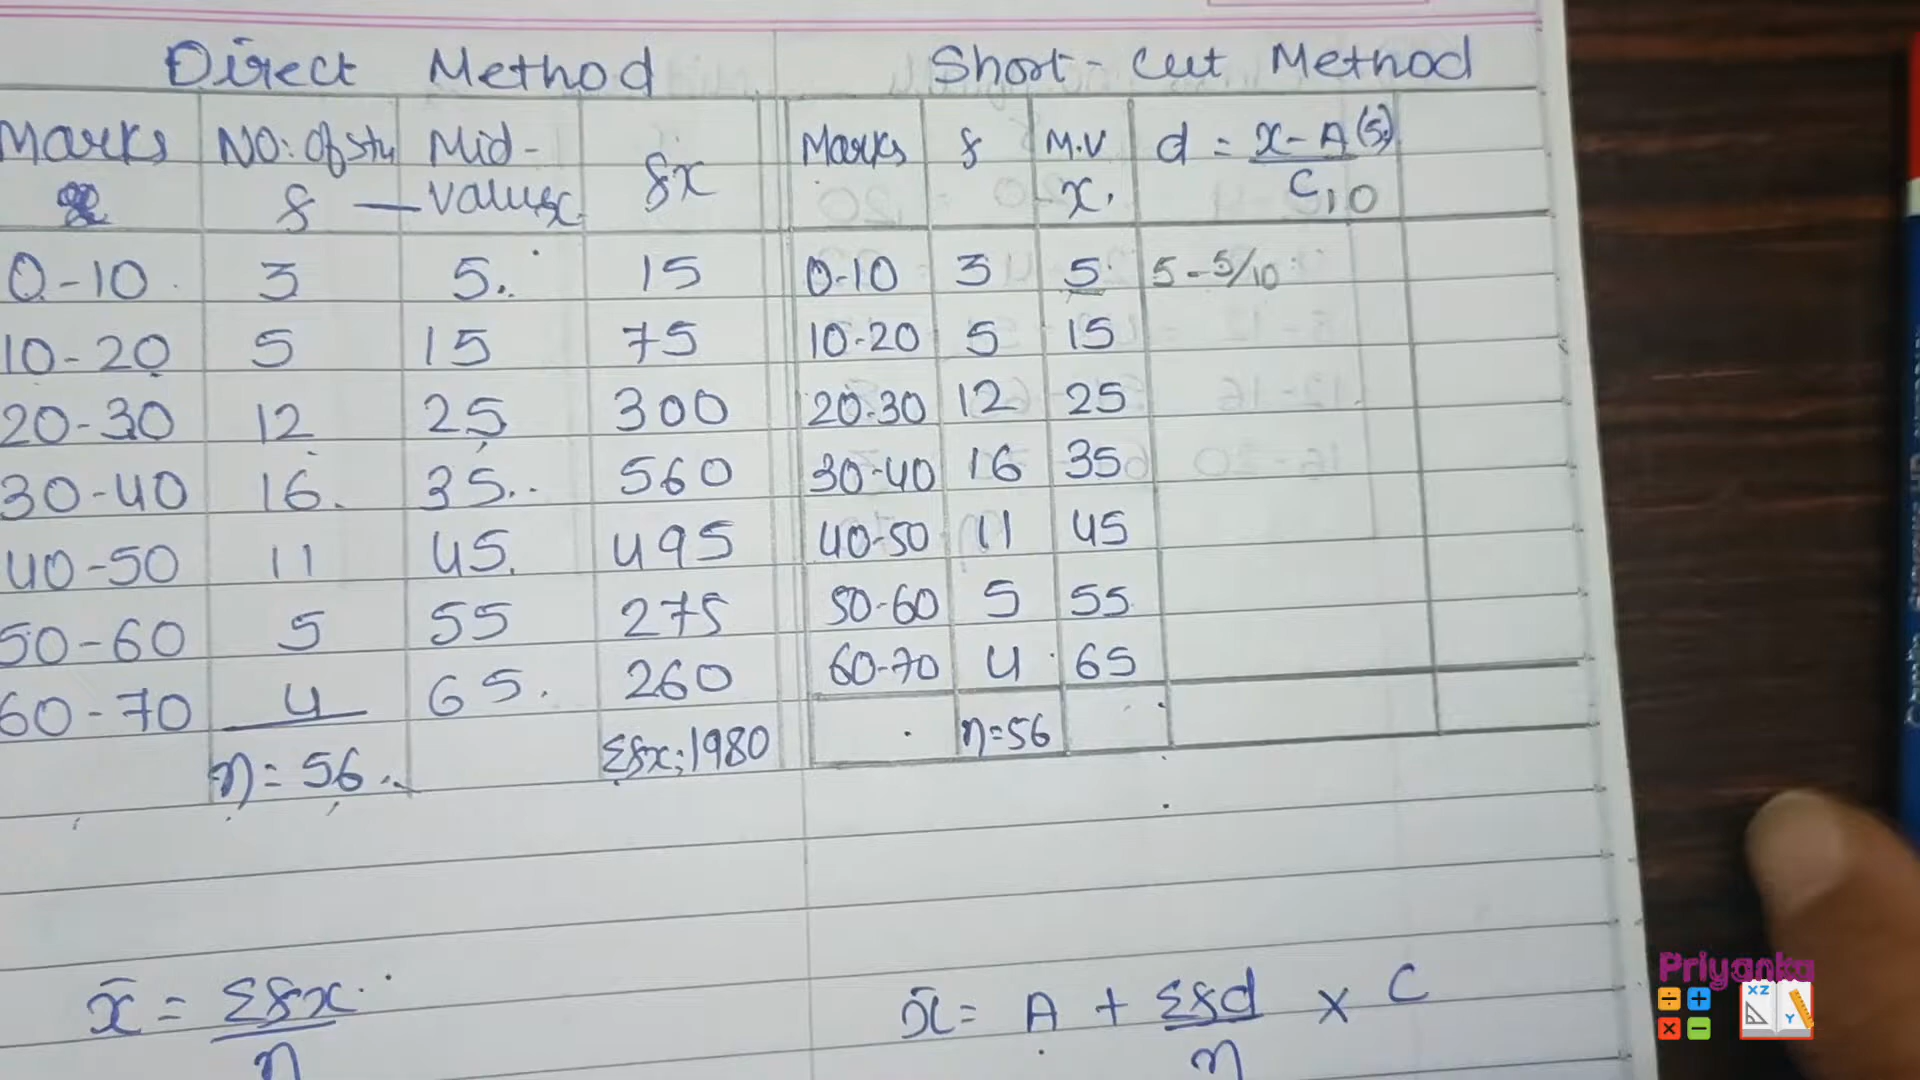 Direct Method
Marks No: of stu Mid- fx
f — values x
0-10 3 5. 15
10-20 5 15 75
20-30 12 25 300
30-40 16. 35.. 560
40-50 11 45. 495
50-60 5 55 275
60-70 4 65. 260
n = 56.. Σfx: 1980
x̄ = Σfx
n
Short-Cut Method
Marks f M.V d = x - A (5)
x. C, 10
0-10 3 5 5-5/10
10-20 5 15
20-30 12 25
30-40 16 35
40-50 11 45
50-60 5 55
60-70 4 65
n=56
x̄ = A + Σfd × C
n
Priyanka
XZ
Y